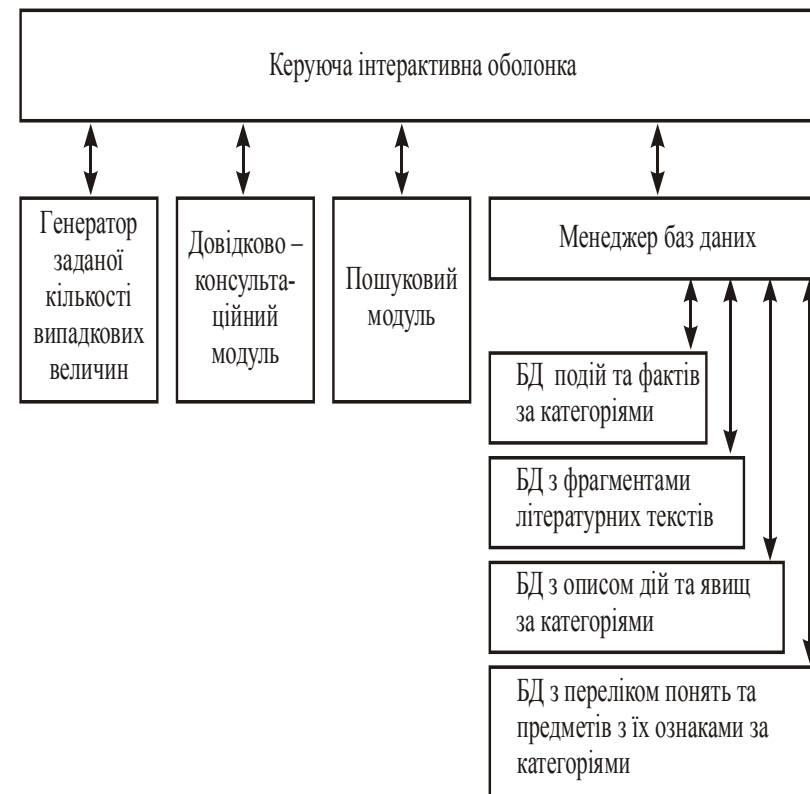 Керуюча інтерактивна оболонка
Генератор
заданої
кількості
випадкових
величин
Довідково –
консульта-
ційний
модуль
Пошуковий
модуль
Менеджер баз даних
БД подій та фактів
за категоріями
БД з фрагментами
літературних текстів
БД з описом дій та явищ
за категоріями
БД з переліком понять та
предметів з їх ознаками за
категоріями